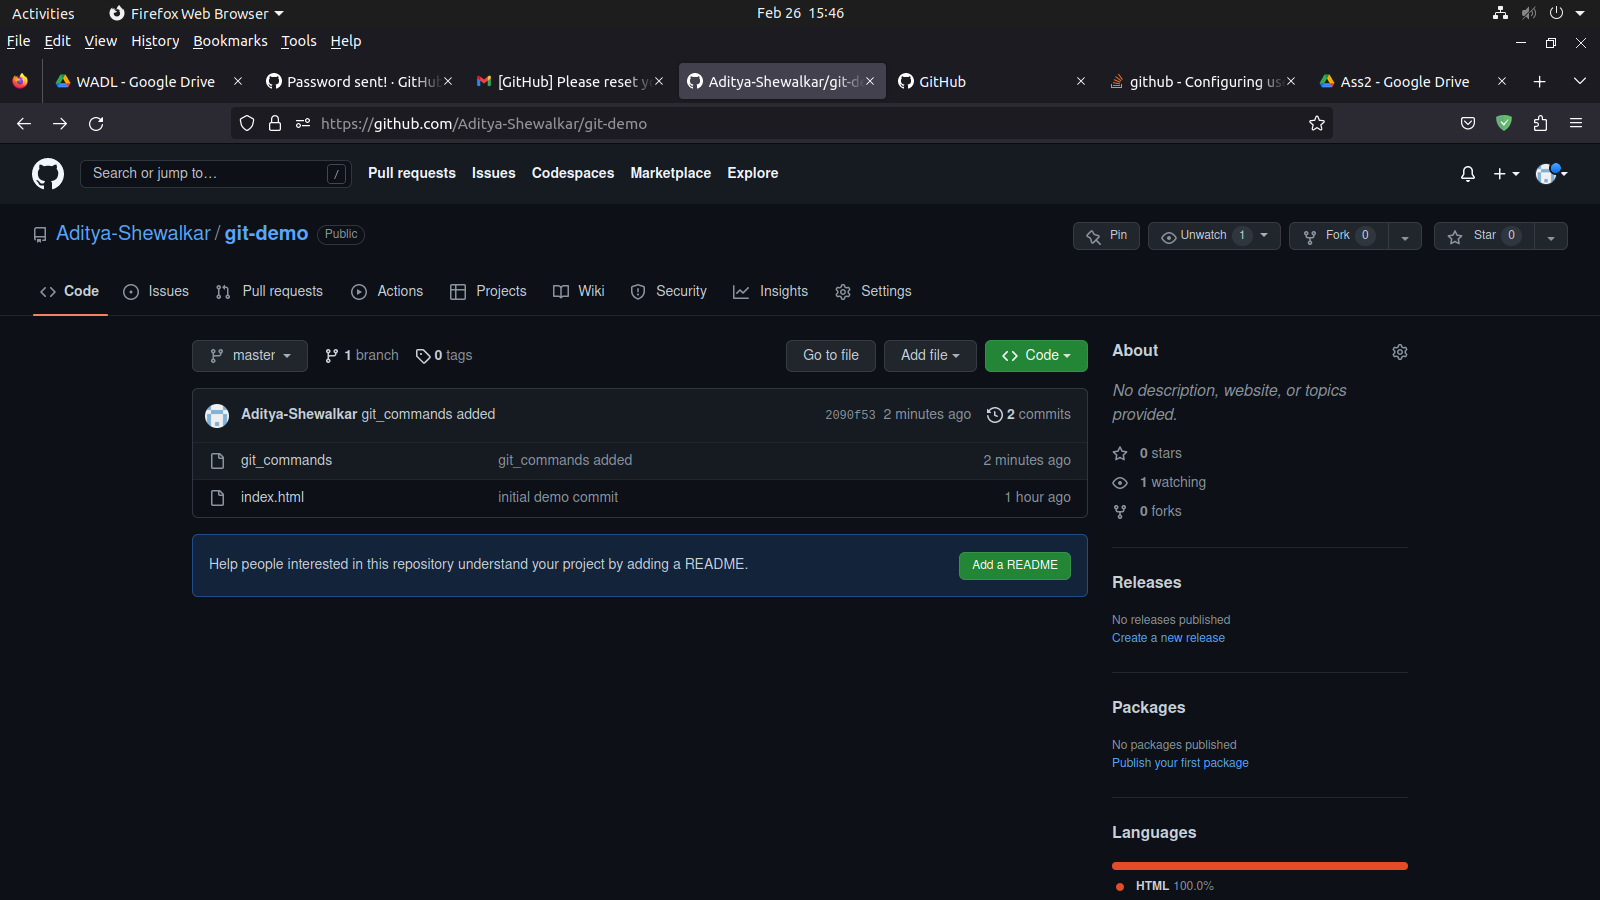 Activities Firefox Web Browser Feb 26 15:46
File Edit View History Bookmarks Tools Help
WADL - Google Drive Password sent! · GitHub [GitHub] Please reset yo Aditya-Shewalkar/git-de GitHub github - Configuring use Ass2 - Google Drive
https://github.com/Aditya-Shewalkar/git-demo
Search or jump to… / Pull requests Issues Codespaces Marketplace Explore
Aditya-Shewalkar / git-demo Public Pin Unwatch 1 Fork 0 Star 0
Code Issues Pull requests Actions Projects Wiki Security Insights Settings
master 1 branch 0 tags Go to file Add file Code
Aditya-Shewalkar git_commands added 2090f53 2 minutes ago 2 commits
git_commands git_commands added 2 minutes ago
index.html initial demo commit 1 hour ago
Help people interested in this repository understand your project by adding a README. Add a README
About
No description, website, or topics
provided.
0 stars
1 watching
0 forks
Releases
No releases published
Create a new release
Packages
No packages published
Publish your first package
Languages
HTML 100.0%